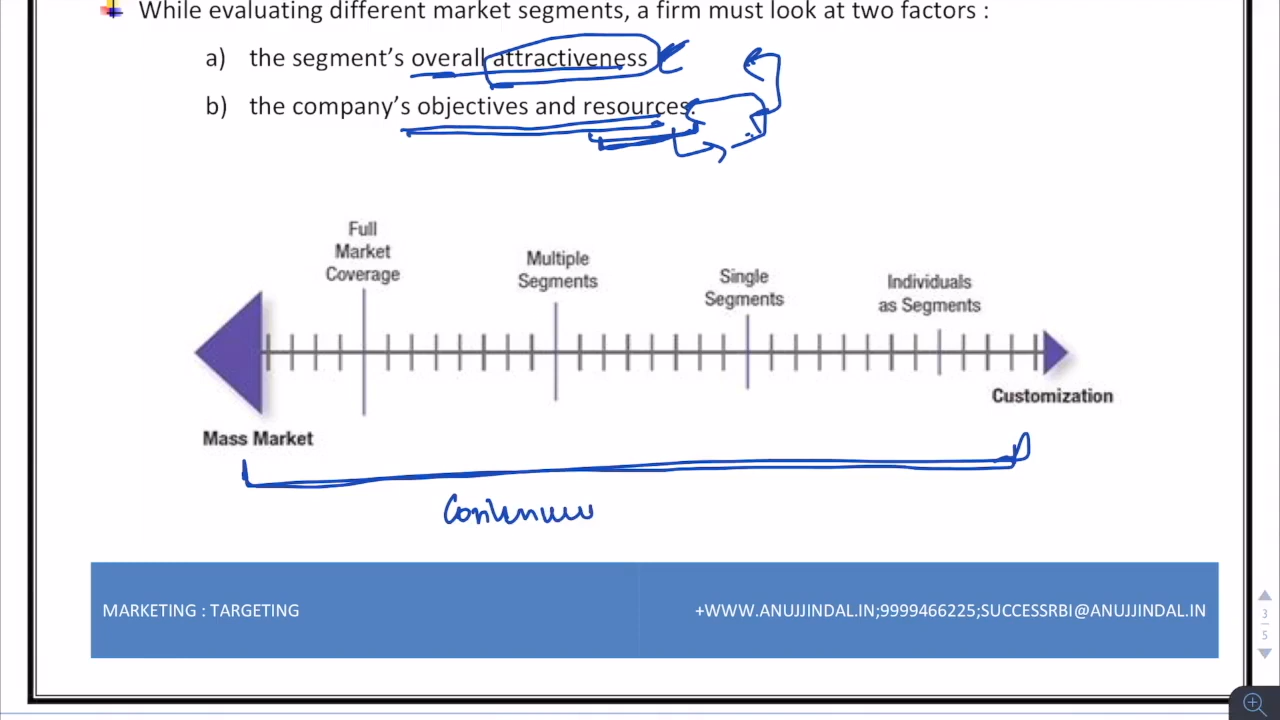 While evaluating different market segments, a firm must look at two factors :
a) the segment's overall attractiveness
b) the company's objectives and resources.
Full
Market
Coverage
Multiple
Segments
Single
Segments
Individuals
as Segments
Customization
Mass Market
MARKETING : TARGETING
+WWW.ANUJJINDAL.IN;9999466225;SUCCESSRBI@ANUJJINDAL.IN
3
5